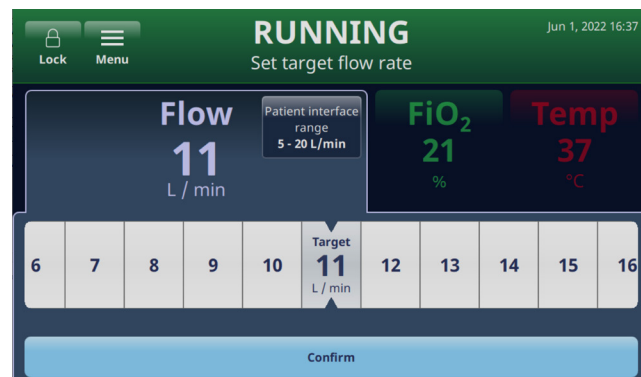 RUNNING
Jun 1, 2022 16:37
Lock
Menu
Set target flow rate
Flow
11
L / min
Patient interface
range
5 - 20 L/min
FiO₂
21
%
Temp
37
°C
6 7 8 9 10 Target 11 L / min 12 13 14 15 16
Confirm